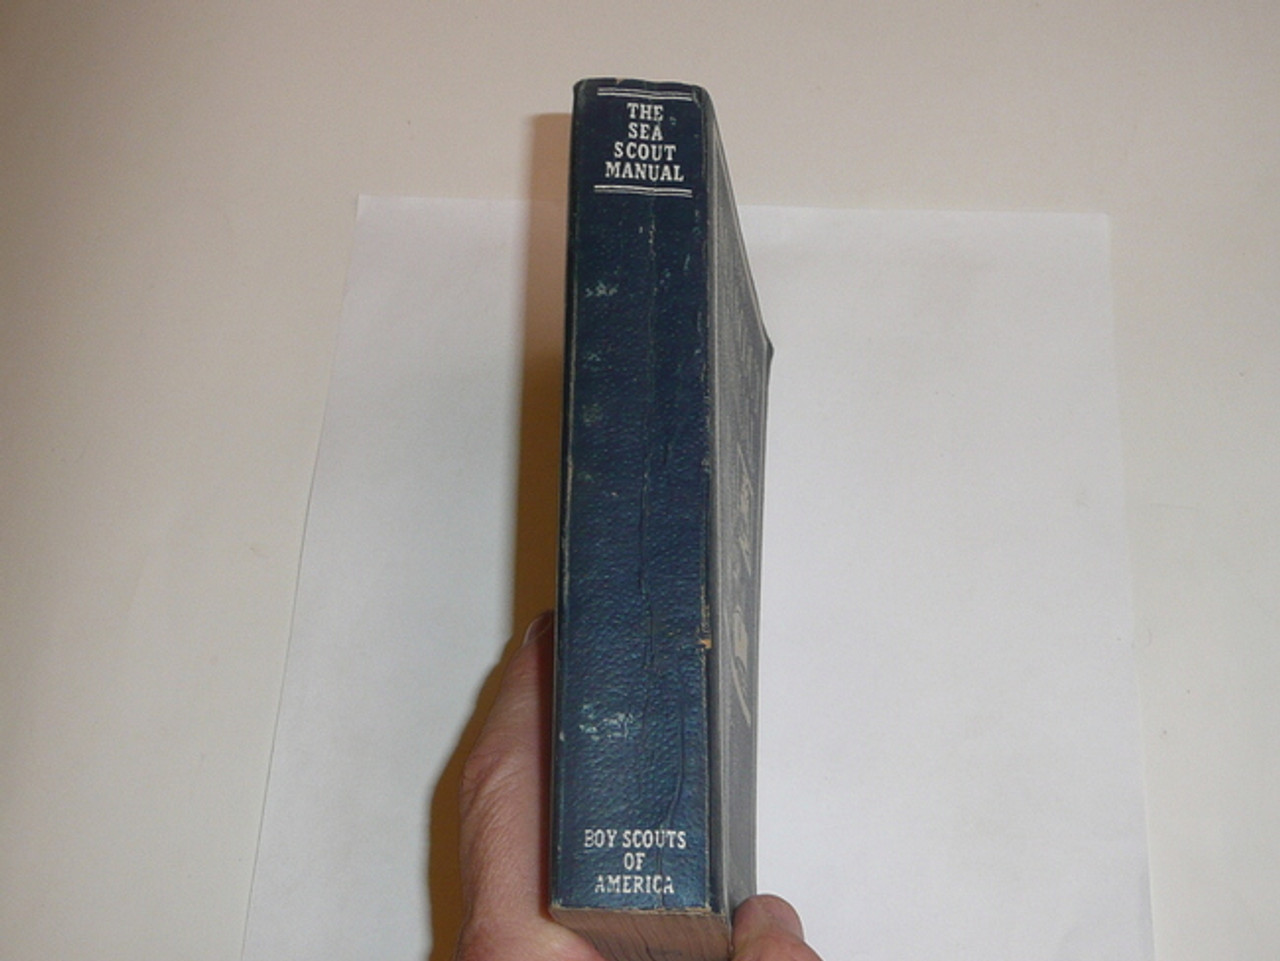 THE
SEA
SCOUT
MANUAL
BOY SCOUTS
OF
AMERICA